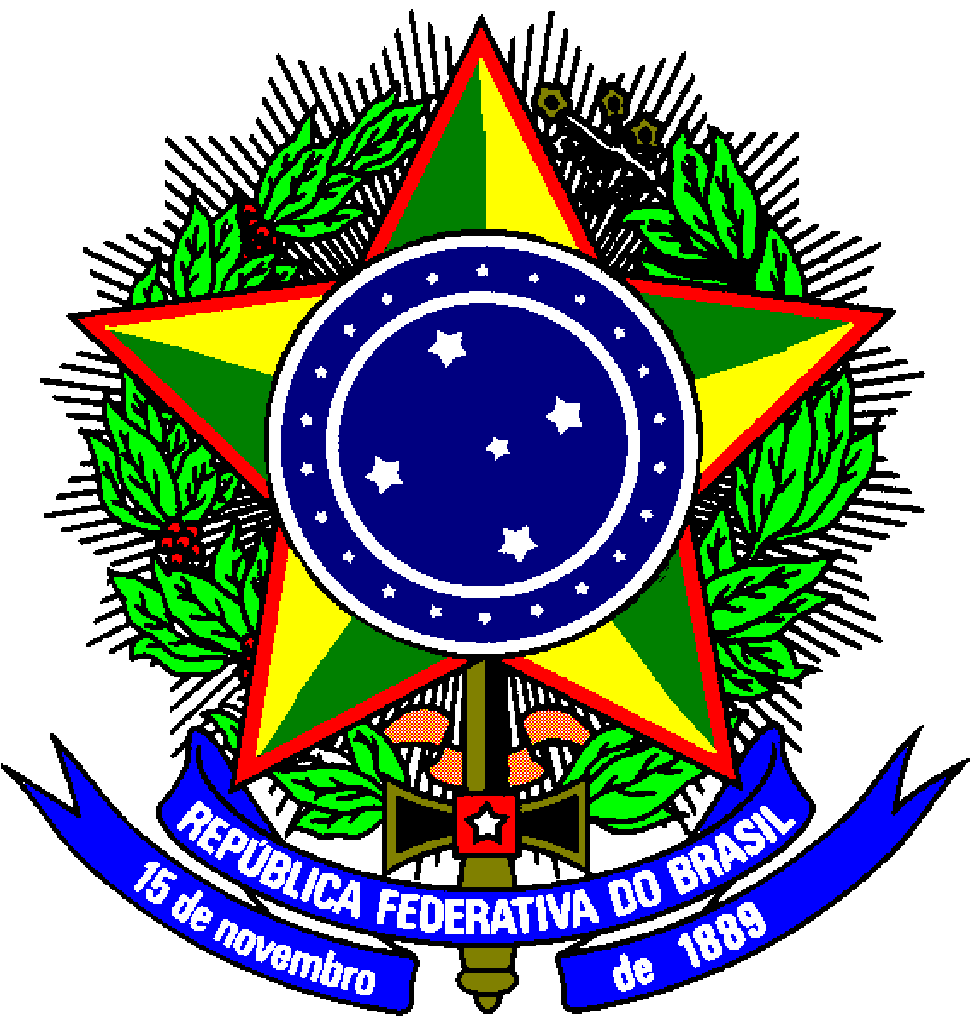 REPÚBLICA FEDERATIVA DO BRASIL
15 de novembro de 1889